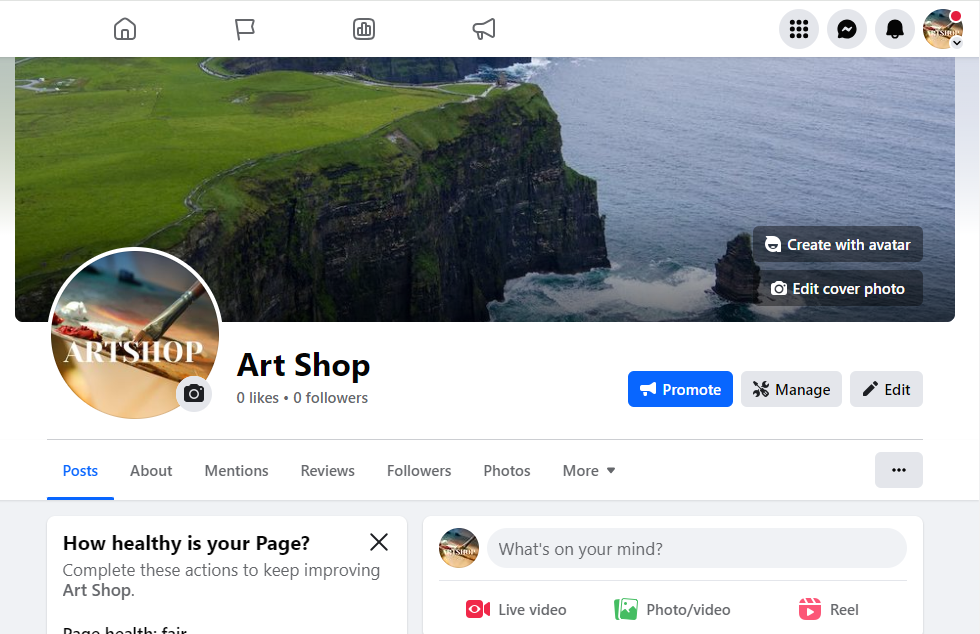 Create with avatar
Edit cover photo
ARTSHOP
Art Shop
0 likes • 0 followers
Promote
Manage
Edit
Posts
About
Mentions
Reviews
Followers
Photos
More
How healthy is your Page?
Complete these actions to keep improving
Art Shop.
Page health: fair
What's on your mind?
Live video
Photo/video
Reel